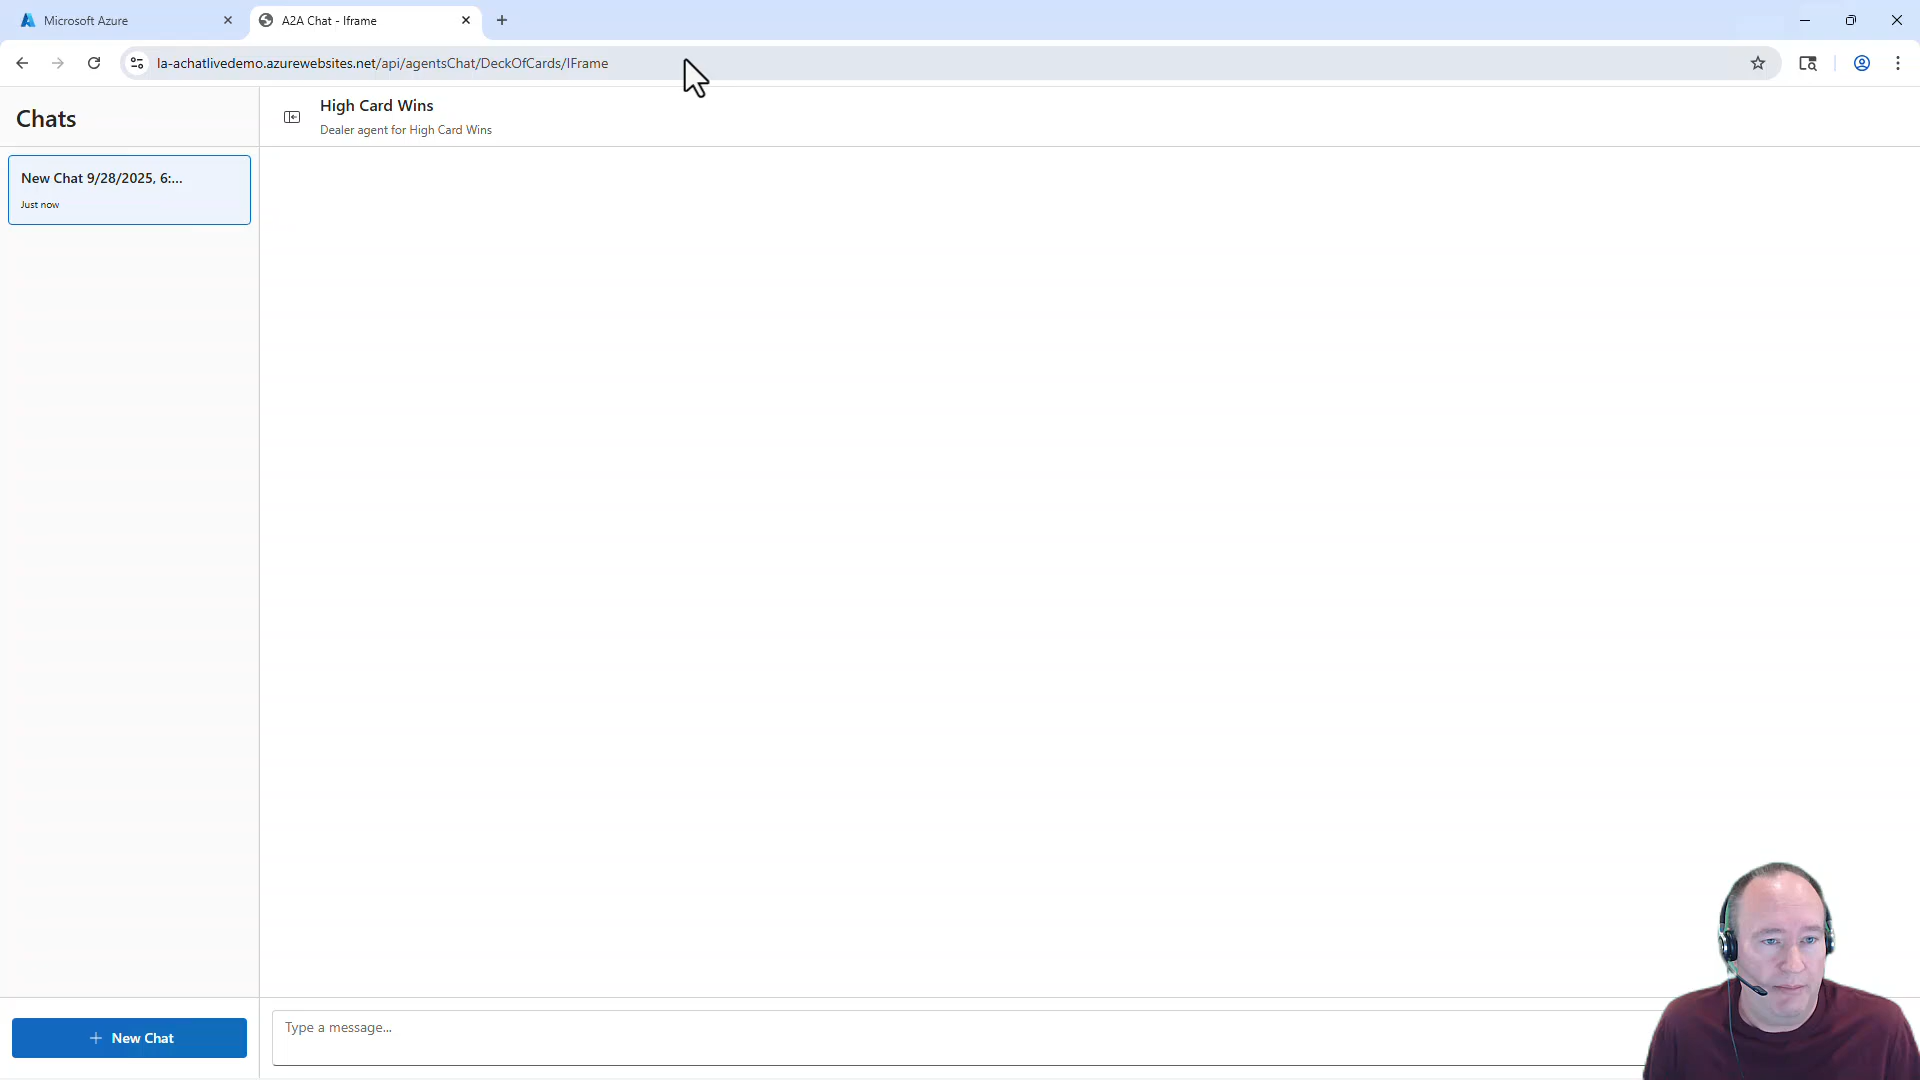 Microsoft Azure
A2A Chat - Iframe
la-achatlivedemo.azurewebsites.net/api/agentsChat/DeckOfCards/IFrame
Chats
High Card Wins
Dealer agent for High Card Wins
New Chat 9/28/2025, 6:...
Just now
New Chat
Type a message...